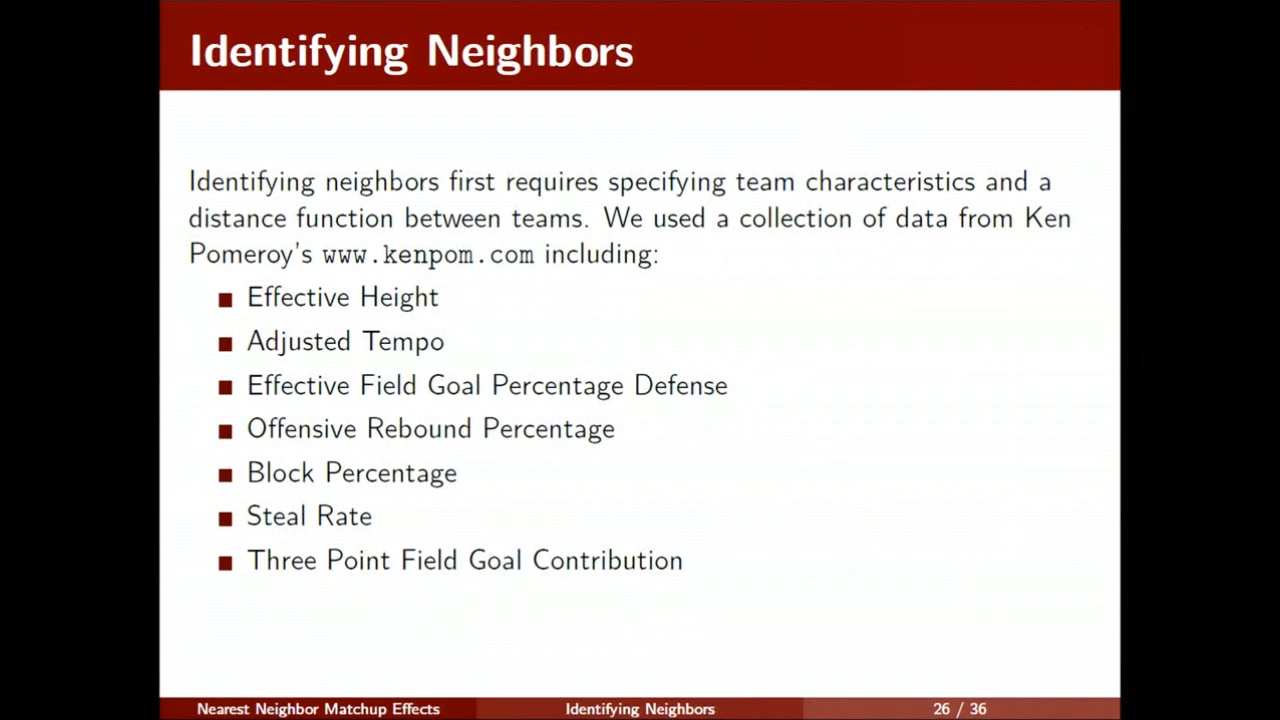 Identifying Neighbors
Identifying neighbors first requires specifying team characteristics and a
distance function between teams. We used a collection of data from Ken
Pomeroy's www.kenpom.com including:
Effective Height
Adjusted Tempo
Effective Field Goal Percentage Defense
Offensive Rebound Percentage
Block Percentage
Steal Rate
Three Point Field Goal Contribution
Nearest Neighbor Matchup Effects Identifying Neighbors 26 / 36